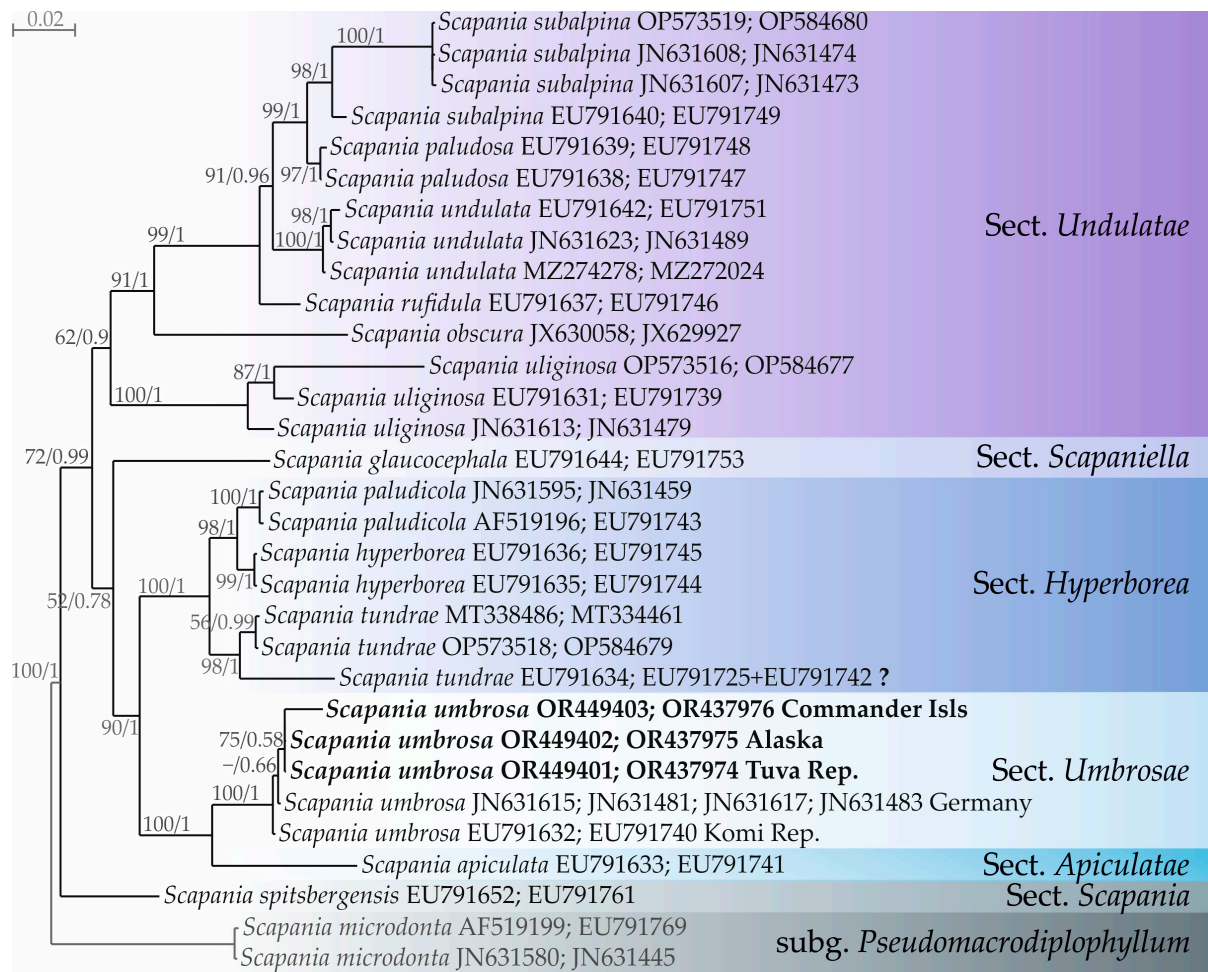 0.02
Scapania subalpina OP573519; OP584680
100/1
Scapania subalpina JN631608; JN631474
98/1
Scapania subalpina JN631607; JN631473
99/1
Scapania subalpina EU791640; EU791749
Scapania paludosa EU791639; EU791748
91/0.96
97/1
Scapania paludosa EU791638; EU791747
98/1
Scapania undulata EU791642; EU791751
Sect. Undulatae
99/1
100/1
Scapania undulata JN631623; JN631489
Scapania undulata MZ274278; MZ272024
91/1
Scapania rufidula EU791637; EU791746
62/0.9
Scapania obscura JX630058; JX629927
87/1
Scapania uliginosa OP573516; OP584677
100/1
Scapania uliginosa EU791631; EU791739
Scapania uliginosa JN631613; JN631479
72/0.99
Scapania glaucocephala EU791644; EU791753
Sect. Scapaniella
100/1
Scapania paludicola JN631595; JN631459
98/1
Scapania paludicola AF519196; EU791743
Scapania hyperborea EU791636; EU791745
99/1
52/0.78
100/1
Scapania hyperborea EU791635; EU791744
Sect. Hyperborea
56/0.99
Scapania tundrae MT338486; MT334461
Scapania tundrae OP573518; OP584679
100/1
98/1
Scapania tundrae EU791634; EU791725+EU791742 ?
90/1
Scapania umbrosa OR449403; OR437976 Commander Isls
75/0.58
Scapania umbrosa OR449402; OR437975 Alaska
−/0.66
Scapania umbrosa OR449401; OR437974 Tuva Rep.
Sect. Umbrosae
100/1
Scapania umbrosa JN631615; JN631481; JN631617; JN631483 Germany
100/1
Scapania umbrosa EU791632; EU791740 Komi Rep.
Scapania apiculata EU791633; EU791741
Sect. Apiculatae
Scapania spitsbergensis EU791652; EU791761
Sect. Scapania
Scapania microdonta AF519199; EU791769
subg. Pseudomacrodiplophyllum
Scapania microdonta JN631580; JN631445